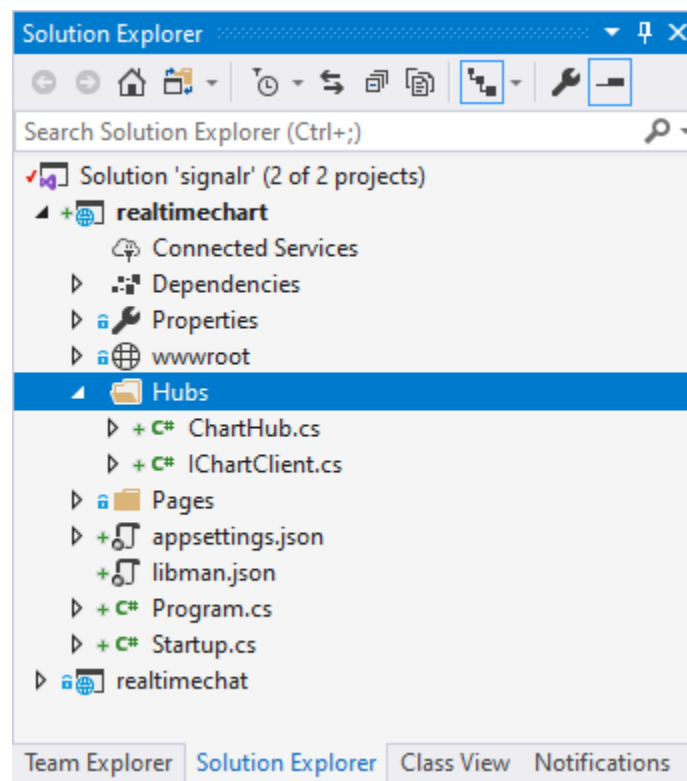 Solution Explorer
Search Solution Explorer (Ctrl+;)
Solution 'signalr' (2 of 2 projects)
realtimechart
Connected Services
Dependencies
Properties
wwwroot
Hubs
C# ChartHub.cs
C# IChartClient.cs
Pages
appsettings.json
libman.json
C# Program.cs
C# Startup.cs
realtimechat
Team Explorer Solution Explorer Class View Notifications